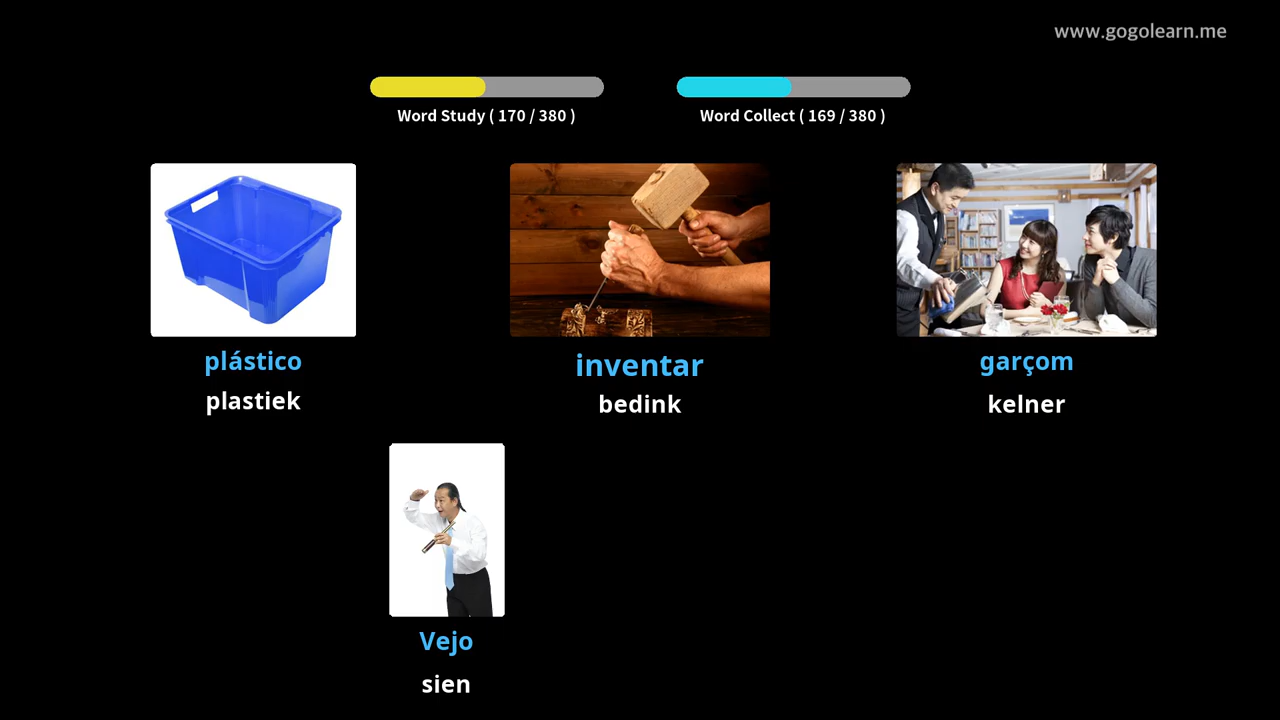 www.gogolearn.me
Word Study ( 170 / 380 )
Word Collect ( 169 / 380 )
plástico
plastiek
inventar
bedink
garçom
kelner
Vejo
sien